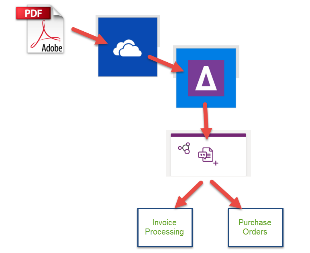 PDF
Adobe
Invoice
Processing
Purchase
Orders